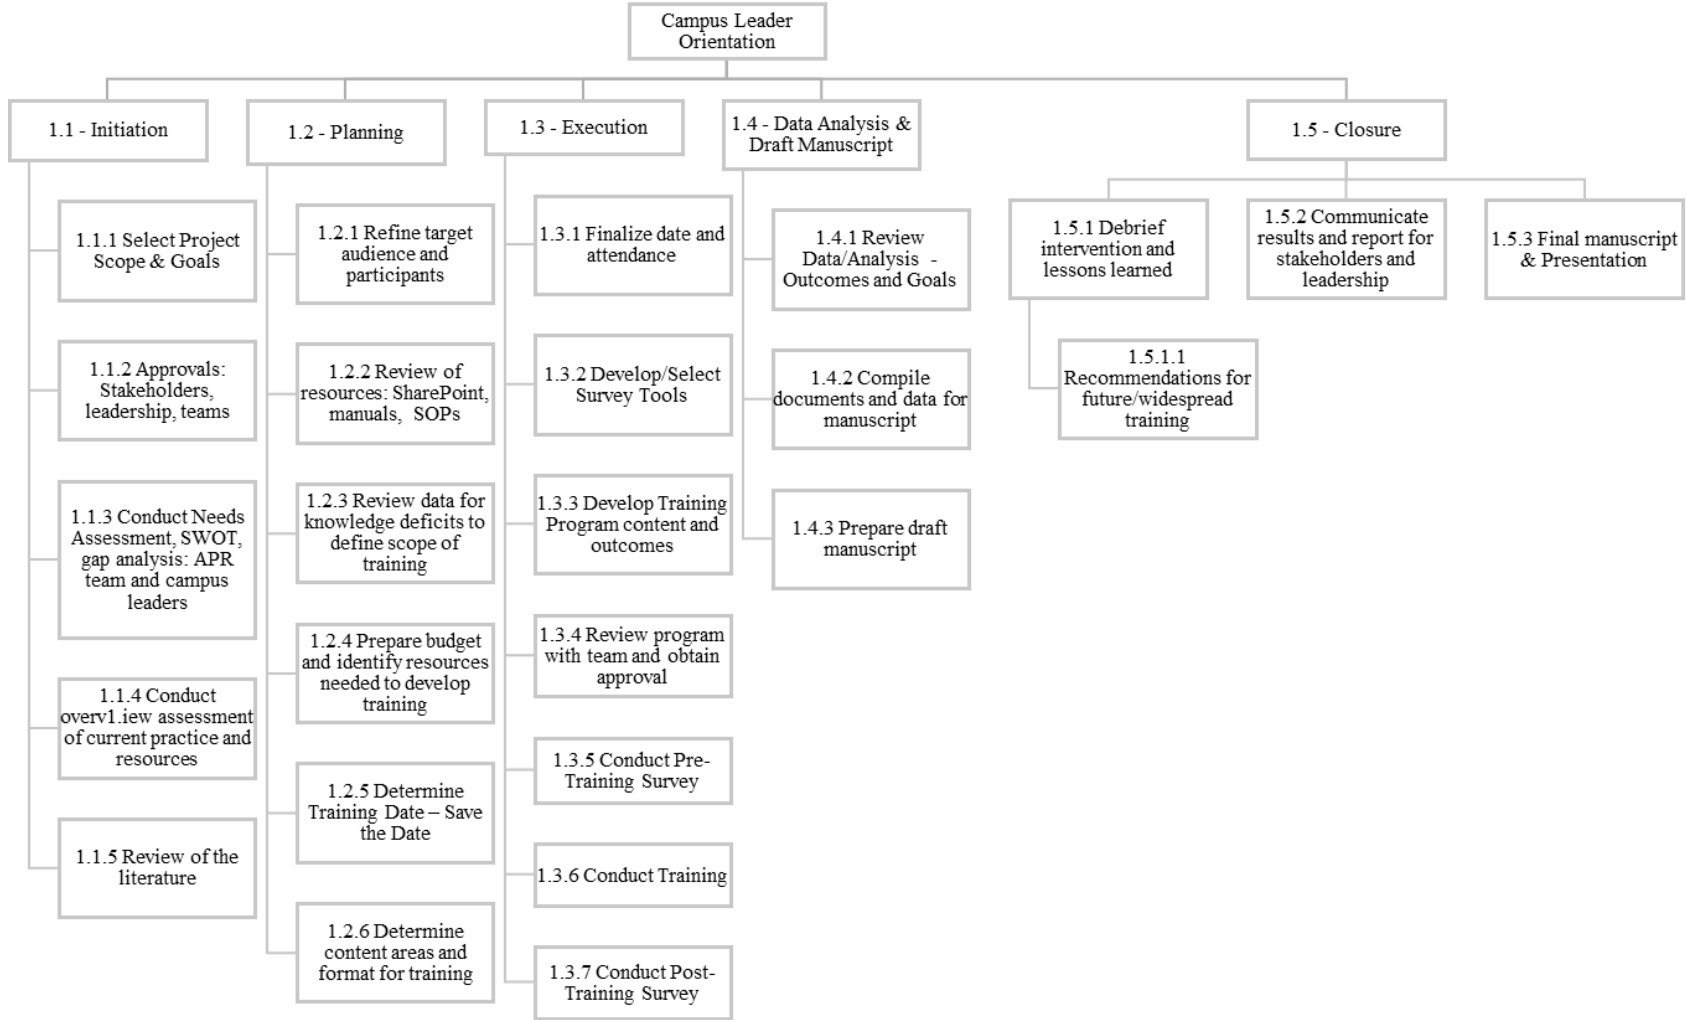 Campus Leader
Orientation
1.1 - Initiation
1.1.1 Select Project
Scope & Goals
1.1.2 Approvals:
Stakeholders,
leadership, teams
1.1.3 Conduct Needs
Assessment, SWOT,
gap analysis: APR
team and campus
leaders
1.1.4 Conduct
overv1.iew assessment
of current practice and
resources
1.1.5 Review of the
literature
1.2 - Planning
1.2.1 Refine target
audience and
participants
1.2.2 Review of
resources: SharePoint,
manuals, SOPs
1.2.3 Review data for
knowledge deficits to
define scope of
training
1.2.4 Prepare budget
and identify resources
needed to develop
training
1.2.5 Determine
Training Date – Save
the Date
1.2.6 Determine
content areas and
format for training
1.3 - Execution
1.3.1 Finalize date and
attendance
1.3.2 Develop/Select
Survey Tools
1.3.3 Develop Training
Program content and
outcomes
1.3.4 Review program
with team and obtain
approval
1.3.5 Conduct Pre-
Training Survey
1.3.6 Conduct Training
1.3.7 Conduct Post-
Training Survey
1.4 - Data Analysis &
Draft Manuscript
1.4.1 Review
Data/Analysis -
Outcomes and Goals
1.4.2 Compile
documents and data for
manuscript
1.4.3 Prepare draft
manuscript
1.5 - Closure
1.5.1 Debrief
intervention and
lessons learned
1.5.1.1
Recommendations for
future/widespread
training
1.5.2 Communicate
results and report for
stakeholders and
leadership
1.5.3 Final manuscript
& Presentation